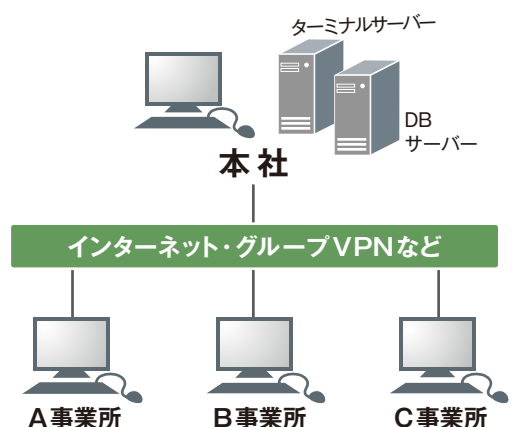 ターミナルサーバー
DB
サーバー
本社
インターネット・グループVPNなど
A事業所
B事業所
C事業所